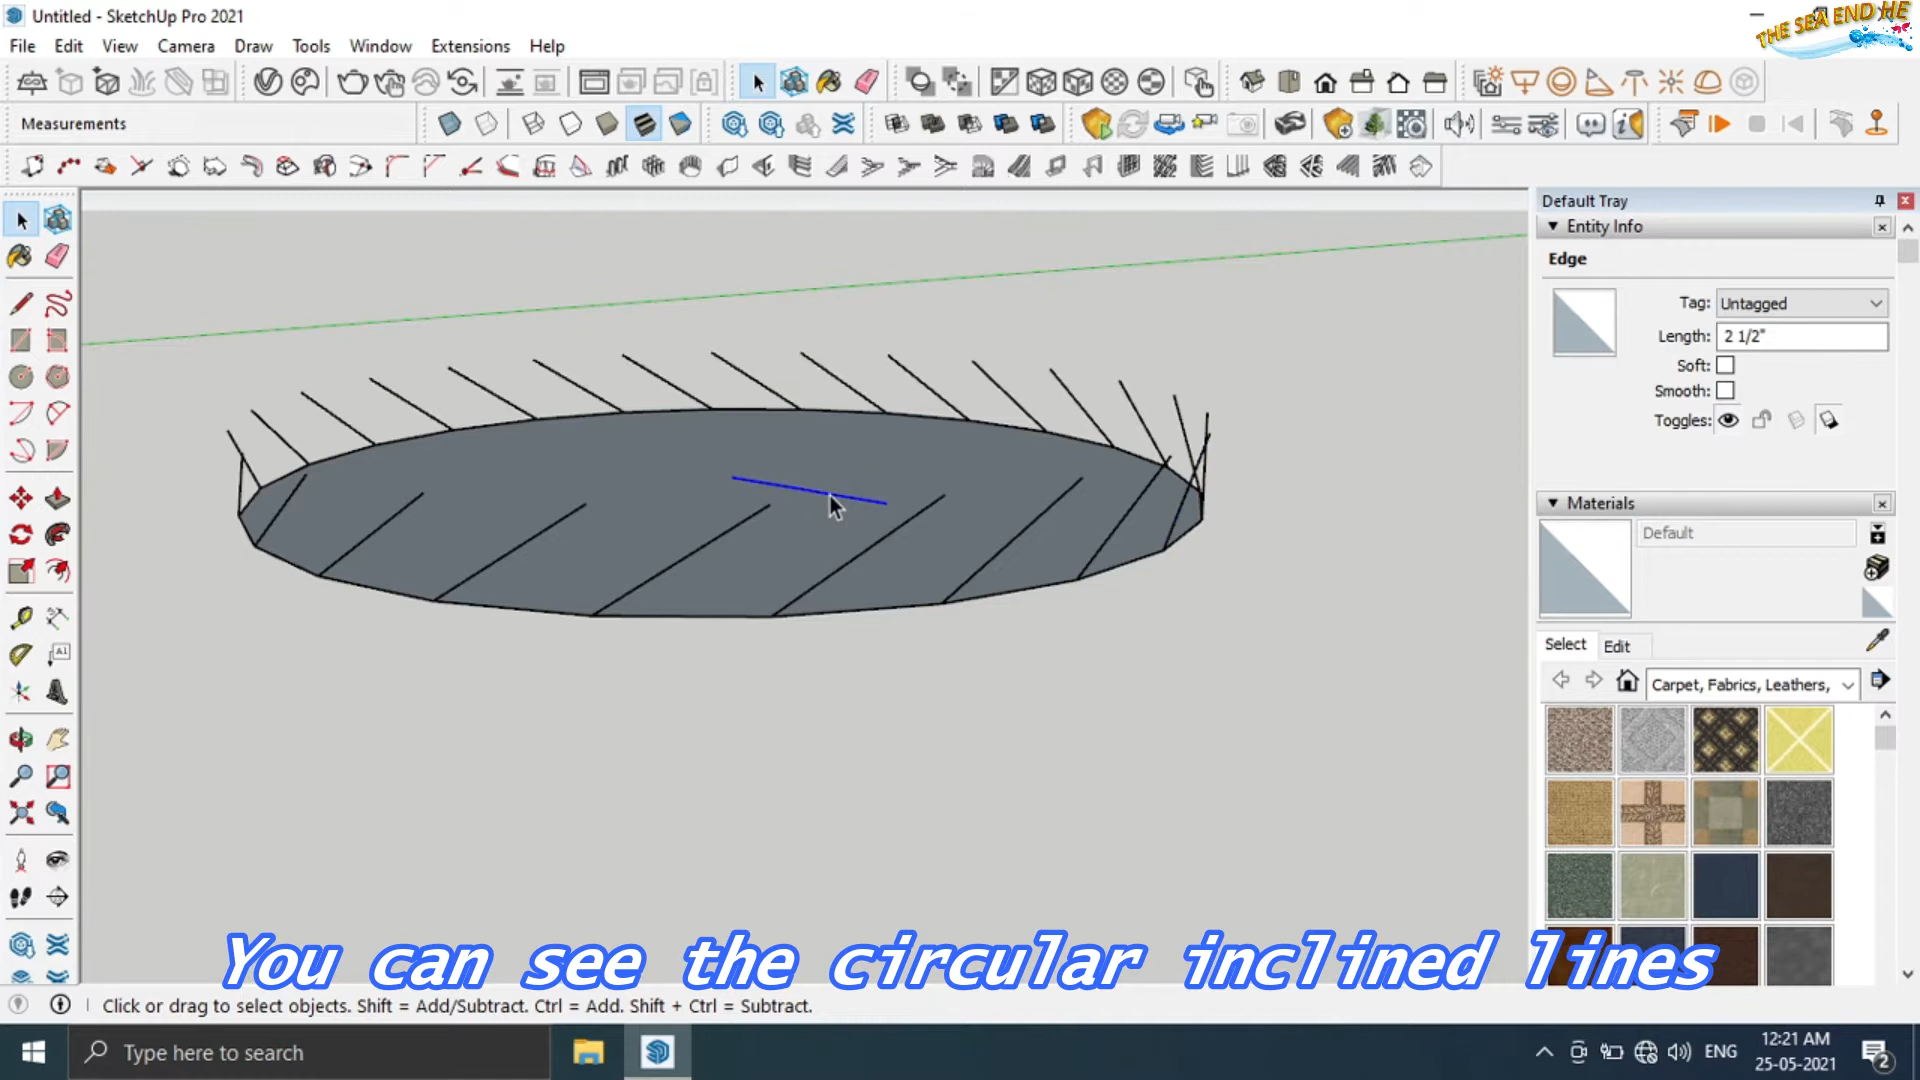 Untitled - SketchUp Pro 2021
THE SEA END HE
File Edit View Camera Draw Tools Window Extensions Help
Measurements
Default Tray
Entity Info
Edge
Tag: Untagged
Length: 2 1/2"
Soft:
Smooth:
Toggles:
Materials
Default
Select Edit
Carpet, Fabrics, Leathers,
You can see the circular inclined lines
Click or drag to select objects. Shift = Add/Subtract. Ctrl = Add. Shift + Ctrl = Subtract.
Type here to search
ENG
12:21 AM
25-05-2021
2